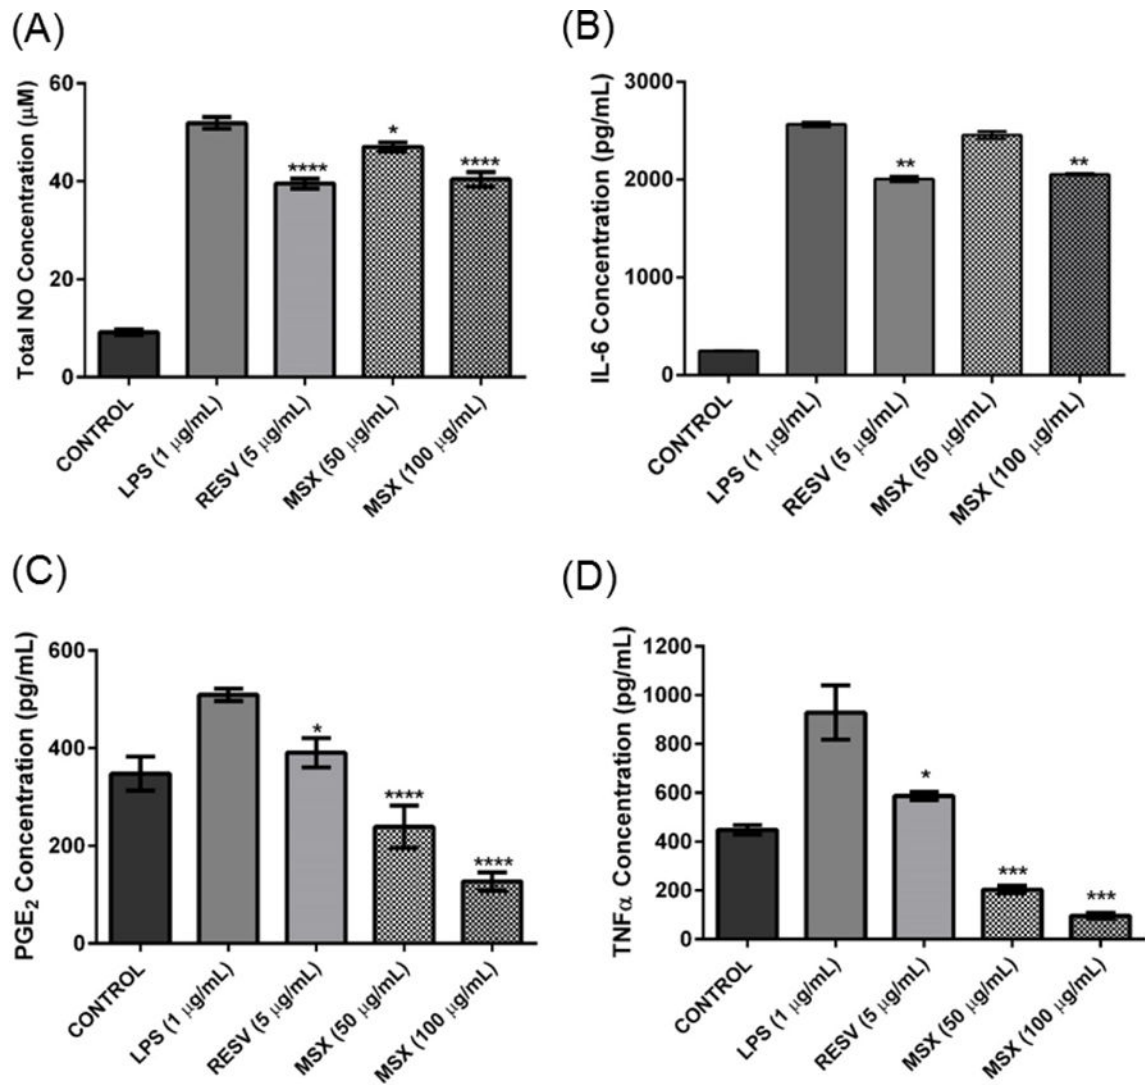 (A)
Total NO Concentration (μM)
60
40
20
0
****
*
****
CONTROL
LPS (1 μg/mL)
RESV (5 μg/mL)
MSX (50 μg/mL)
MSX (100 μg/mL)
(B)
IL-6 Concentration (pg/mL)
3000
2000
1000
0
**
**
CONTROL
LPS (1 μg/mL)
RESV (5 μg/mL)
MSX (50 μg/mL)
MSX (100 μg/mL)
(C)
PGE₂ Concentration (pg/mL)
600
400
200
0
*
****
****
CONTROL
LPS (1 μg/mL)
RESV (5 μg/mL)
MSX (50 μg/mL)
MSX (100 μg/mL)
(D)
TNFα Concentration (pg/mL)
1200
1000
800
600
400
200
0
*
***
***
CONTROL
LPS (1 μg/mL)
RESV (5 μg/mL)
MSX (50 μg/mL)
MSX (100 μg/mL)